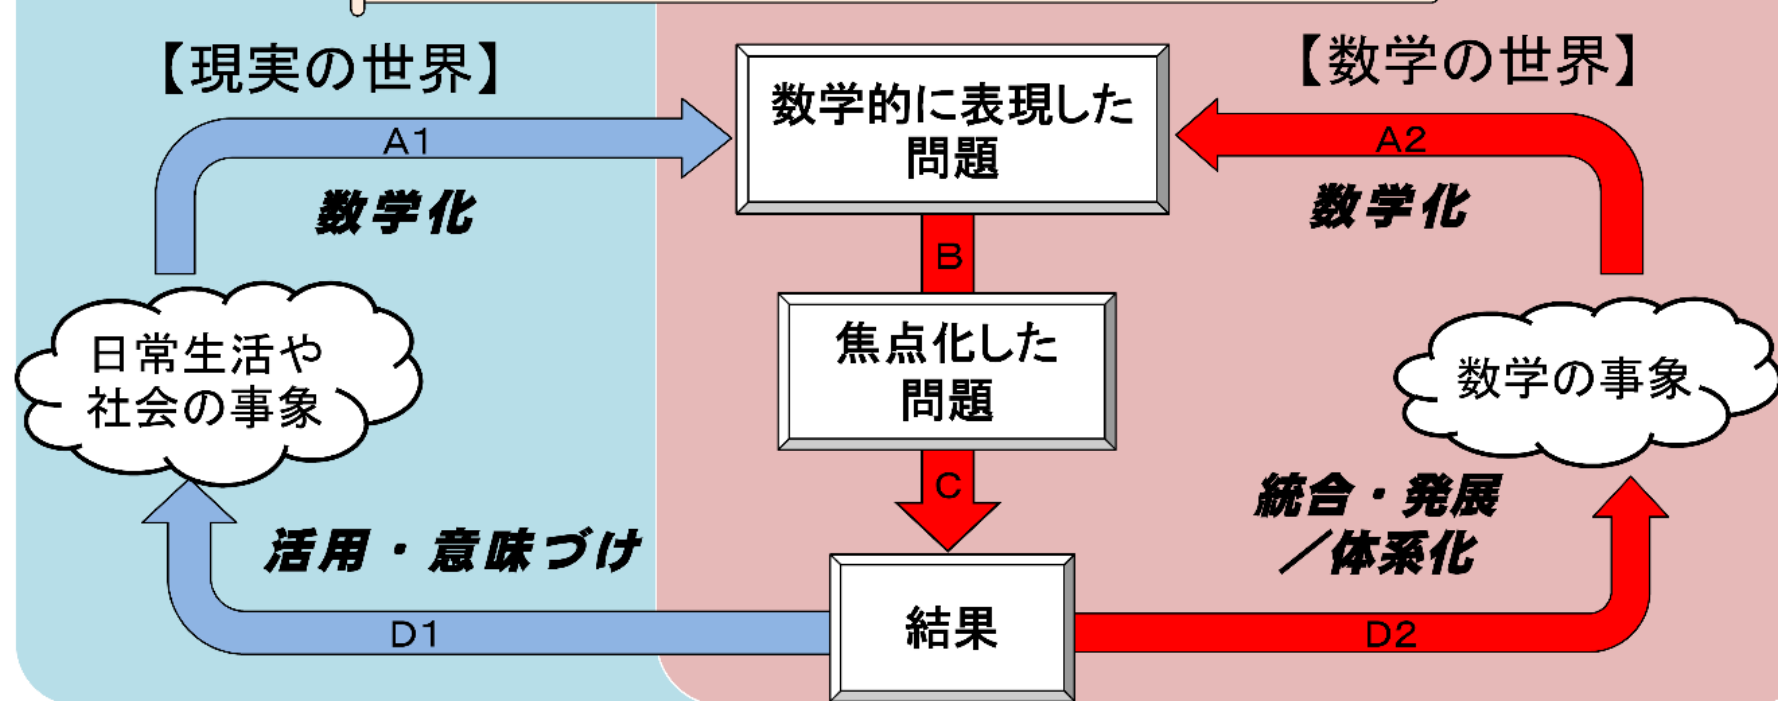 【現実の世界】
【数学の世界】
数学的に表現した
問題
A1
A2
数学化
数学化
B
焦点化した
問題
日常生活や
社会の事象
数学の事象
C
活用・意味づけ
統合・発展
／体系化
結果
D1
D2